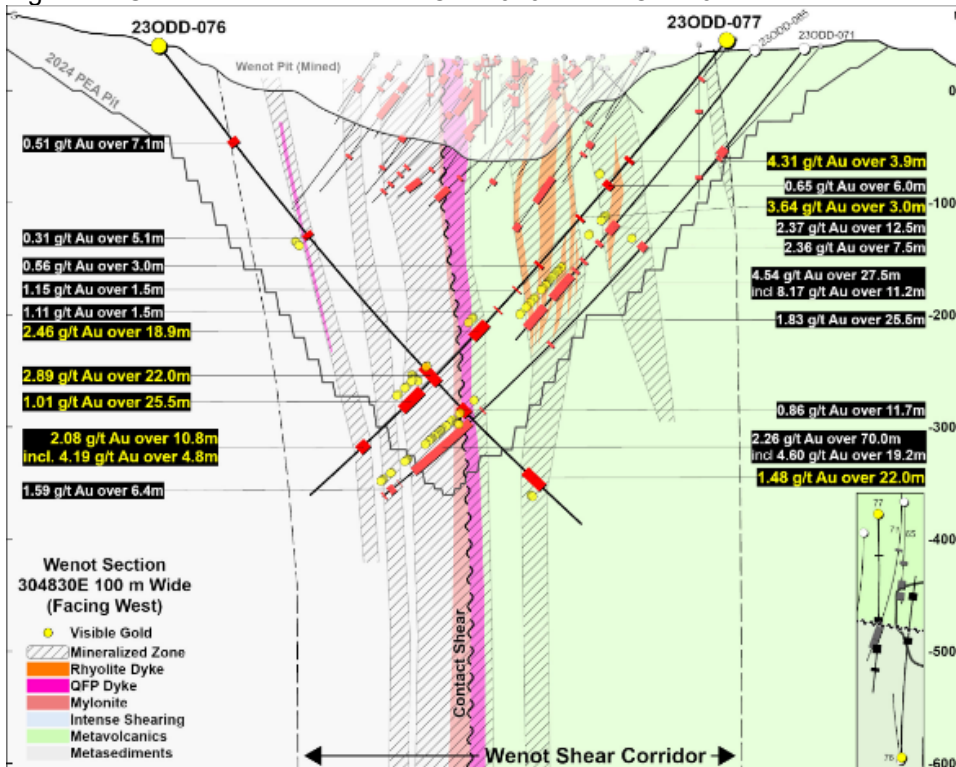 23ODD-076
23ODD-077
23ODD-085
23ODD-071
Wenot Pit (Mined)
2024 PEA Pit
0
-100
-200
-300
-400
-500
-600
0.51 g/t Au over 7.1m
0.31 g/t Au over 5.1m
0.56 g/t Au over 3.0m
1.15 g/t Au over 1.5m
1.11 g/t Au over 1.5m
2.46 g/t Au over 18.9m
2.89 g/t Au over 22.0m
1.01 g/t Au over 25.5m
2.08 g/t Au over 10.8m
incl. 4.19 g/t Au over 4.8m
1.59 g/t Au over 6.4m
4.31 g/t Au over 3.9m
0.65 g/t Au over 6.0m
3.64 g/t Au over 3.0m
2.37 g/t Au over 12.5m
2.36 g/t Au over 7.5m
4.54 g/t Au over 27.5m
incl 8.17 g/t Au over 11.2m
1.83 g/t Au over 25.5m
0.86 g/t Au over 11.7m
2.26 g/t Au over 70.0m
incl 4.60 g/t Au over 19.2m
1.48 g/t Au over 22.0m
Wenot Section
304830E 100 m Wide
(Facing West)
Visible Gold
Mineralized Zone
Rhyolite Dyke
QFP Dyke
Mylonite
Intense Shearing
Metavolcanics
Metasediments
Contact Shear
Wenot Shear Corridor
77
71
65
76